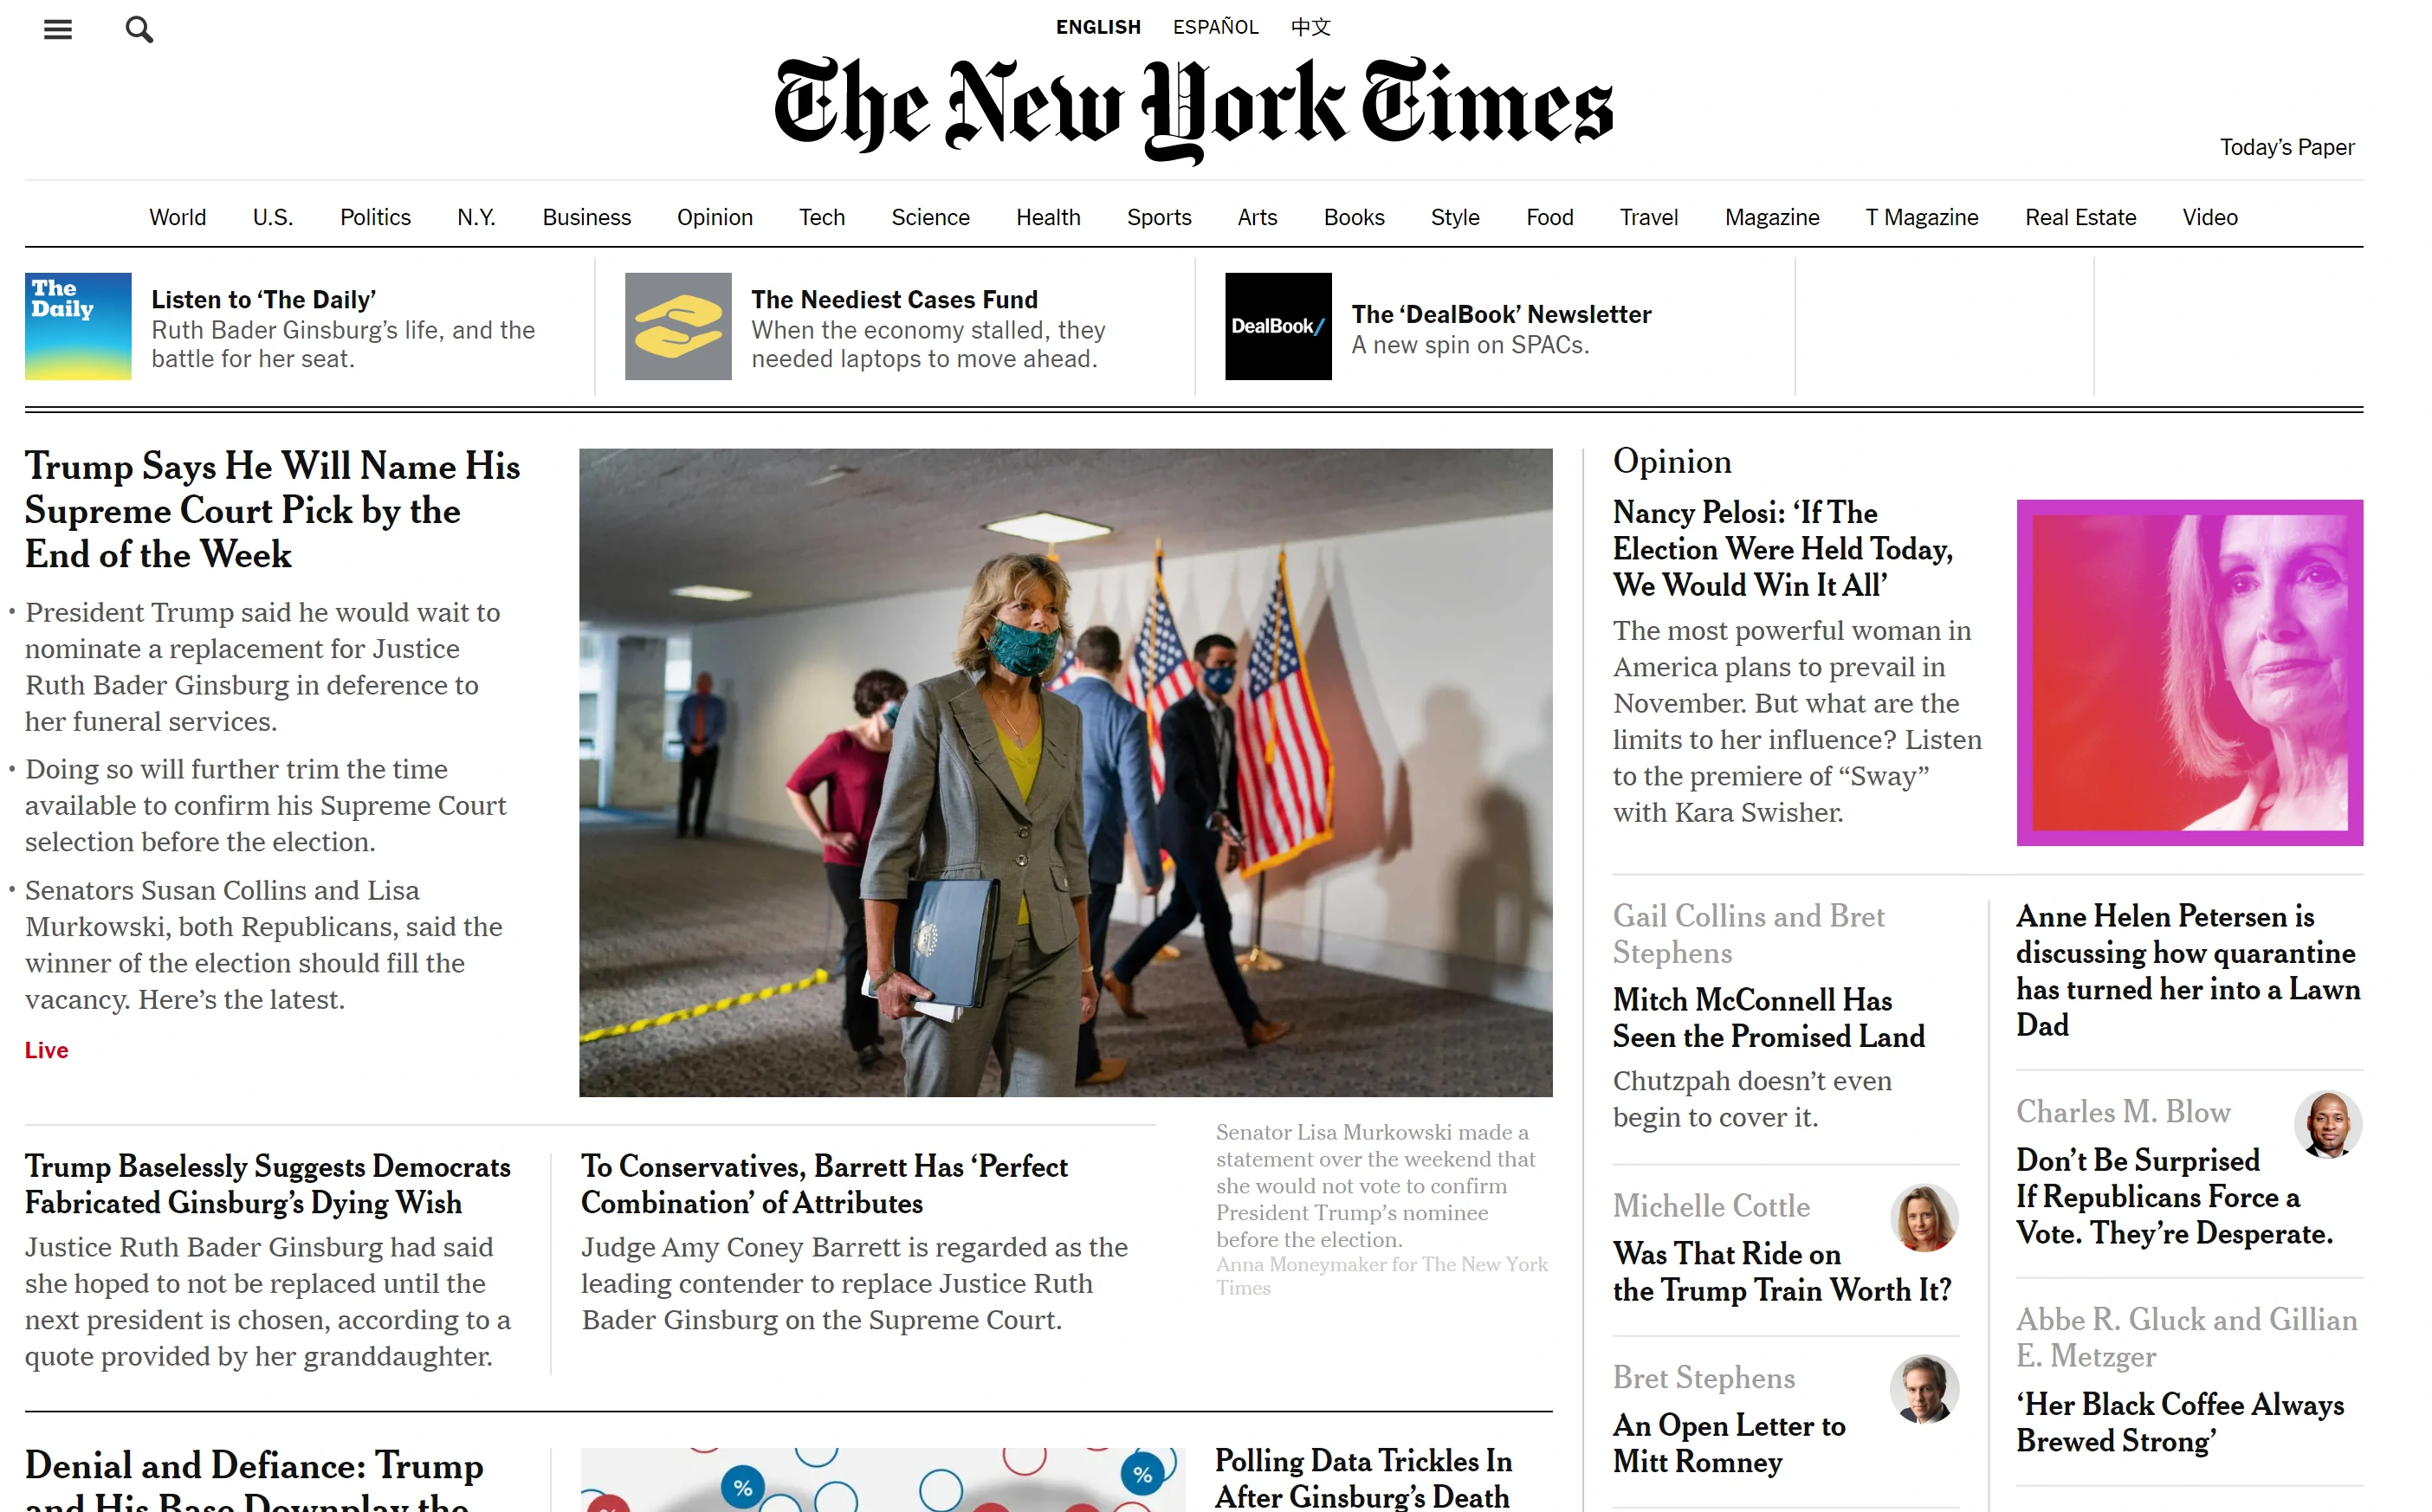 ENGLISH ESPAÑOL 中文
The New York Times
Today's Paper
World U.S. Politics N.Y. Business Opinion Tech Science Health Sports Arts Books Style Food Travel Magazine T Magazine Real Estate Video
The
Daily
Listen to ‘The Daily’
Ruth Bader Ginsburg’s life, and the
battle for her seat.
The Neediest Cases Fund
When the economy stalled, they
needed laptops to move ahead.
DealBook/
The ‘DealBook’ Newsletter
A new spin on SPACs.
Trump Says He Will Name His
Supreme Court Pick by the
End of the Week
• President Trump said he would wait to
nominate a replacement for Justice
Ruth Bader Ginsburg in deference to
her funeral services.
• Doing so will further trim the time
available to confirm his Supreme Court
selection before the election.
• Senators Susan Collins and Lisa
Murkowski, both Republicans, said the
winner of the election should fill the
vacancy. Here’s the latest.
Live
Trump Baselessly Suggests Democrats
Fabricated Ginsburg’s Dying Wish
Justice Ruth Bader Ginsburg had said
she hoped to not be replaced until the
next president is chosen, according to a
quote provided by her granddaughter.
To Conservatives, Barrett Has ‘Perfect
Combination’ of Attributes
Judge Amy Coney Barrett is regarded as the
leading contender to replace Justice Ruth
Bader Ginsburg on the Supreme Court.
Senator Lisa Murkowski made a
statement over the weekend that
she would not vote to confirm
President Trump’s nominee
before the election.
Anna Moneymaker for The New York
Times
Denial and Defiance: Trump
and His Base Downplay the
%
%
%
Polling Data Trickles In
After Ginsburg’s Death
Opinion
Nancy Pelosi: ‘If The
Election Were Held Today,
We Would Win It All’
The most powerful woman in
America plans to prevail in
November. But what are the
limits to her influence? Listen
to the premiere of “Sway”
with Kara Swisher.
Gail Collins and Bret
Stephens
Mitch McConnell Has
Seen the Promised Land
Chutzpah doesn’t even
begin to cover it.
Michelle Cottle
Was That Ride on
the Trump Train Worth It?
Bret Stephens
An Open Letter to
Mitt Romney
Anne Helen Petersen is
discussing how quarantine
has turned her into a Lawn
Dad
Charles M. Blow
Don’t Be Surprised
If Republicans Force a
Vote. They’re Desperate.
Abbe R. Gluck and Gillian
E. Metzger
‘Her Black Coffee Always
Brewed Strong’